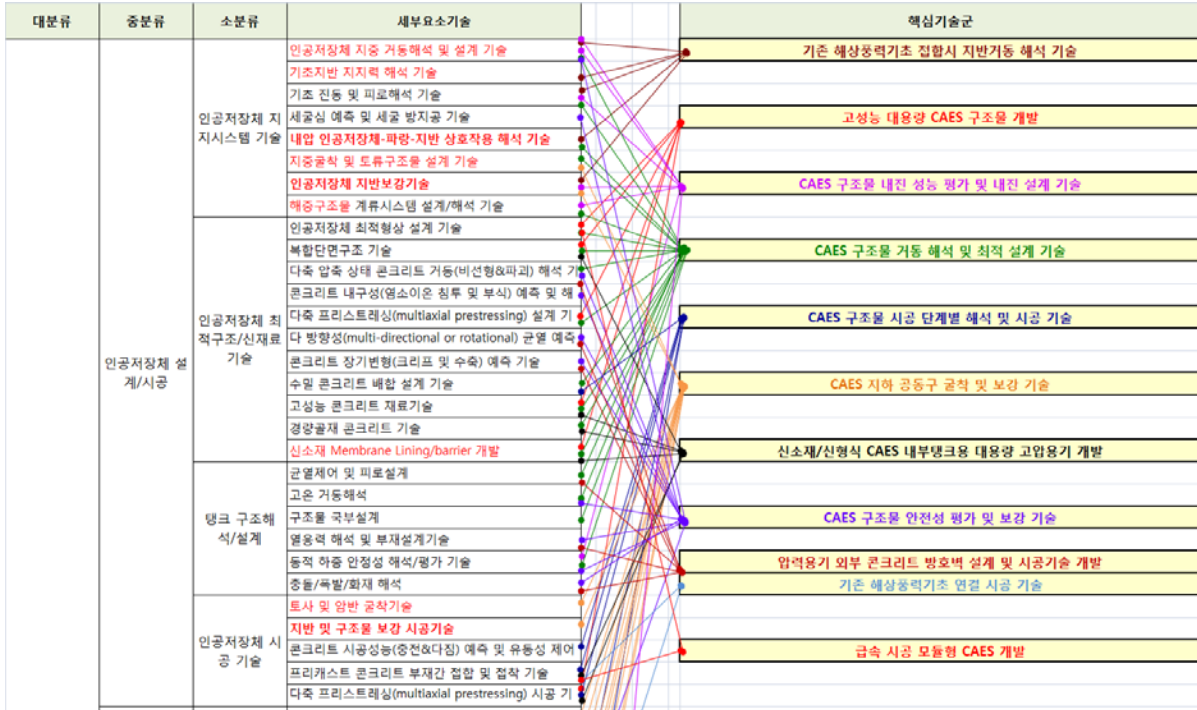 대분류
중분류
소분류
세부요소기술
핵심기술군
인공저장체 설
계/시공
인공저장체 지
지시스템 기술
인공저장체 지중 거동해석 및 설계 기술
기초지반 지지력 해석 기술
기초 진동 및 피로해석 기술
세굴심 예측 및 세굴 방지공 기술
내압 인공저장체-파랑-지반 상호작용 해석 기술
지중굴착 및 토류구조물 설계 기술
인공저장체 지반보강기술
해중구조물 계류시스템 설계/해석 기술
인공저장체 최
적구조/신재료
기술
인공저장체 최적형상 설계 기술
복합단면구조 기술
다축 압축 상태 콘크리트 거동(비선형&파괴) 해석 기
콘크리트 내구성(염소이온 침투 및 부식) 예측 및 해
다축 프리스트레싱(multiaxial prestressing) 설계 기
다 방향성(multi-directional or rotational) 균열 예측
콘크리트 장기변형(크리프 및 수축) 예측 기술
수밀 콘크리트 배합 설계 기술
고성능 콘크리트 재료기술
경량골재 콘크리트 기술
신소재 Membrane Lining/barrier 개발
탱크 구조해
석/설계
균열제어 및 피로설계
고온 거동해석
구조물 국부설계
열응력 해석 및 부재설계기술
동적 하중 안정성 해석/평가 기술
충돌/폭발/화재 해석
인공저장체 시
공 기술
토사 및 암반 굴착기술
지반 및 구조물 보강 시공기술
콘크리트 시공성능(충전&다짐) 예측 및 유동성 제어
프리캐스트 콘크리트 부재간 접합 및 접착 기술
다축 프리스트레싱(multiaxial prestressing) 시공 기
기존 해상풍력기초 접합시 지반거동 해석 기술
고성능 대용량 CAES 구조물 개발
CAES 구조물 내진 성능 평가 및 내진 설계 기술
CAES 구조물 거동 해석 및 최적 설계 기술
CAES 구조물 시공 단계별 해석 및 시공 기술
CAES 지하 공동구 굴착 및 보강 기술
신소재/신형식 CAES 내부탱크용 대용량 고압용기 개발
CAES 구조물 안전성 평가 및 보강 기술
압력용기 외부 콘크리트 방호벽 설계 및 시공기술 개발
기존 해상풍력기초 연결 시공 기술
급속 시공 모듈형 CAES 개발